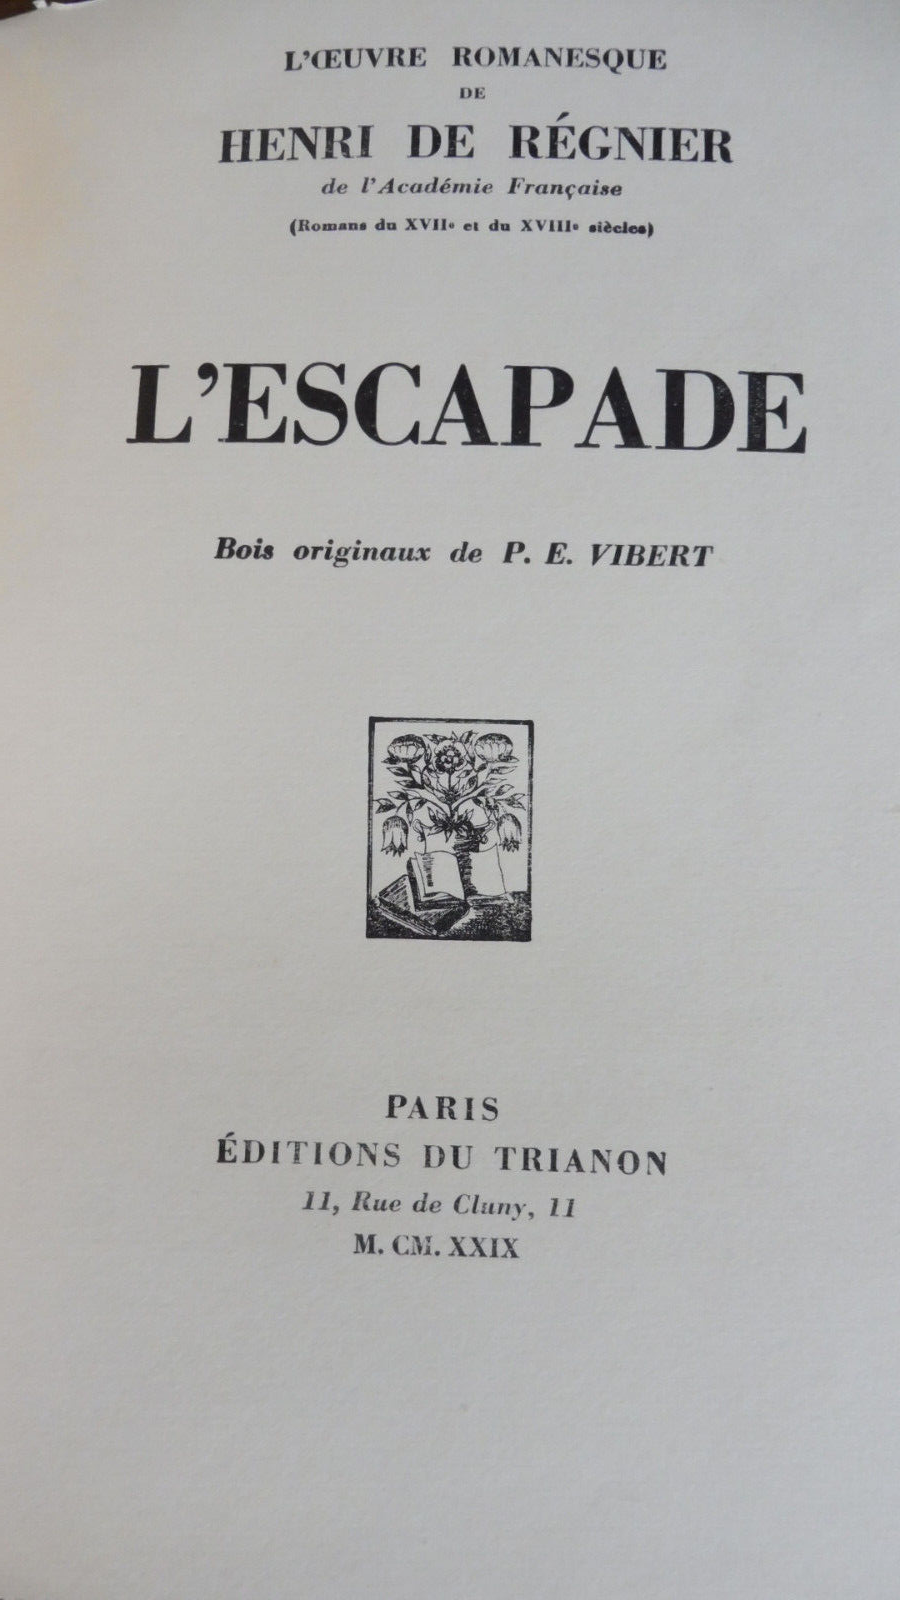 L'ŒUVRE ROMANESQUE
DE
HENRI DE RÉGNIER
de l'Académie Française
(Romans du XVIIe et du XVIIIe siècles)
L'ESCAPADE
Bois originaux de P. E. VIBERT
PARIS
ÉDITIONS DU TRIANON
11, Rue de Cluny, 11
M. CM. XXIX